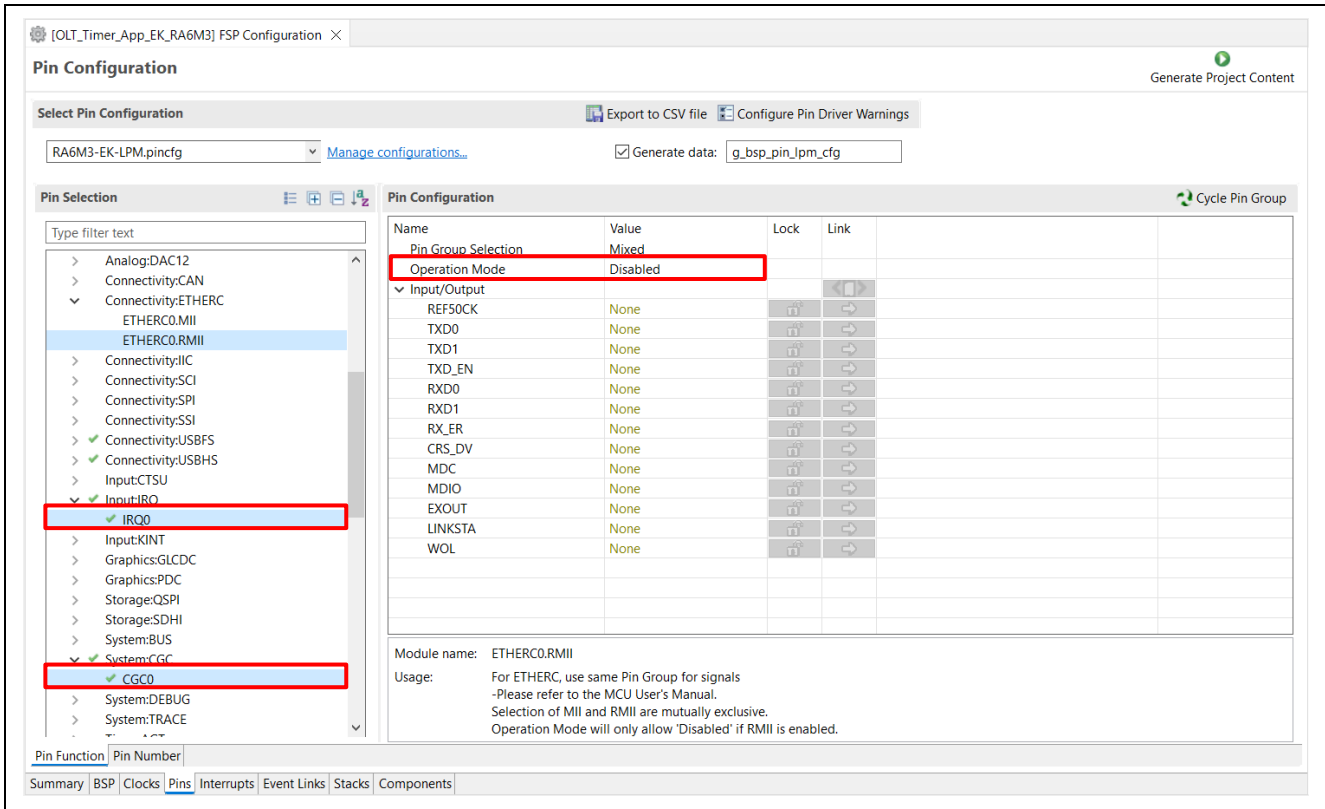 [OLT_Timer_App_EK_RA6M3] FSP Configuration
Pin Configuration
Generate Project Content
Select Pin Configuration
Export to CSV file Configure Pin Driver Warnings
RA6M3-EK-LPM.pincfg Manage configurations... Generate data: g_bsp_pin_lpm_cfg
Pin Selection
Type filter text
Analog:DAC12
Connectivity:CAN
Connectivity:ETHERC
ETHERC0.MII
ETHERC0.RMII
Connectivity:IIC
Connectivity:SCI
Connectivity:SPI
Connectivity:SSI
Connectivity:USBFS
Connectivity:USBHS
Input:CTSU
Input:IRQ
IRQ0
Input:KINT
Graphics:GLCDC
Graphics:PDC
Storage:QSPI
Storage:SDHI
System:BUS
System:CGC
CGC0
System:DEBUG
System:TRACE
Pin Configuration Cycle Pin Group
Name Value Lock Link
Pin Group Selection Mixed
Operation Mode Disabled
Input/Output
REF50CK None
TXD0 None
TXD1 None
TXD_EN None
RXD0 None
RXD1 None
RX_ER None
CRS_DV None
MDC None
MDIO None
EXOUT None
LINKSTA None
WOL None
Module name: ETHERC0.RMII
Usage: For ETHERC, use same Pin Group for signals
-Please refer to the MCU User's Manual.
Selection of MII and RMII are mutually exclusive.
Operation Mode will only allow 'Disabled' if RMII is enabled.
Pin Function Pin Number
Summary BSP Clocks Pins Interrupts Event Links Stacks Components